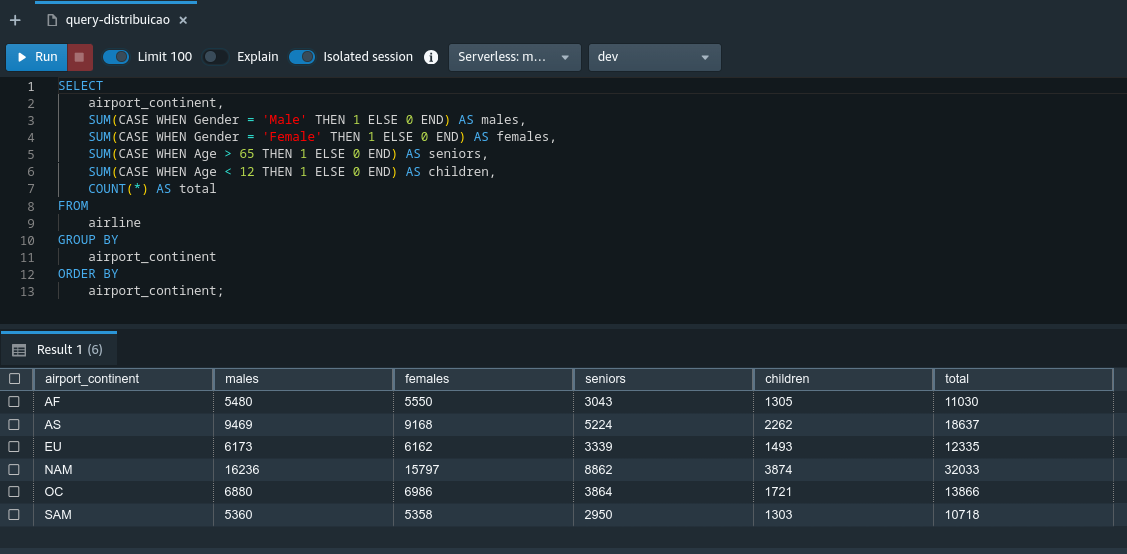 + query-distribuicao ×
Run Limit 100 Explain Isolated session i Serverless: m... dev
1 SELECT
2 airport_continent,
3 SUM(CASE WHEN Gender = 'Male' THEN 1 ELSE 0 END) AS males,
4 SUM(CASE WHEN Gender = 'Female' THEN 1 ELSE 0 END) AS females,
5 SUM(CASE WHEN Age > 65 THEN 1 ELSE 0 END) AS seniors,
6 SUM(CASE WHEN Age < 12 THEN 1 ELSE 0 END) AS children,
7 COUNT(*) AS total
8 FROM
9 airline
10 GROUP BY
11 airport_continent
12 ORDER BY
13 airport_continent;
Result 1 (6)
airport_continent males females seniors children total
AF 5480 5550 3043 1305 11030
AS 9469 9168 5224 2262 18637
EU 6173 6162 3339 1493 12335
NAM 16236 15797 8862 3874 32033
OC 6880 6986 3864 1721 13866
SAM 5360 5358 2950 1303 10718